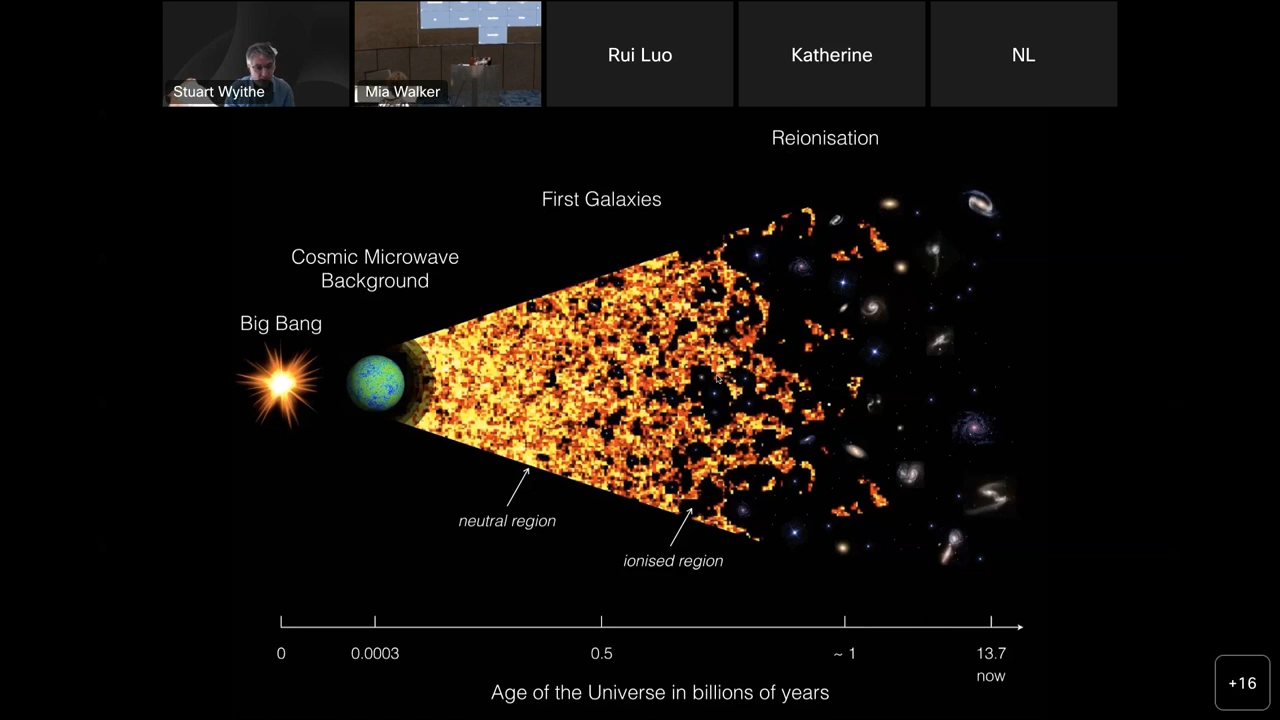 Stuart Wythe
Mia Walker
Rui Luo
Katherine
NL
Reionisation
First Galaxies
Cosmic Microwave
Background
Big Bang
neutral region
ionised region
0
0.0003
0.5
~ 1
13.7
now
Age of the Universe in billions of years
+16